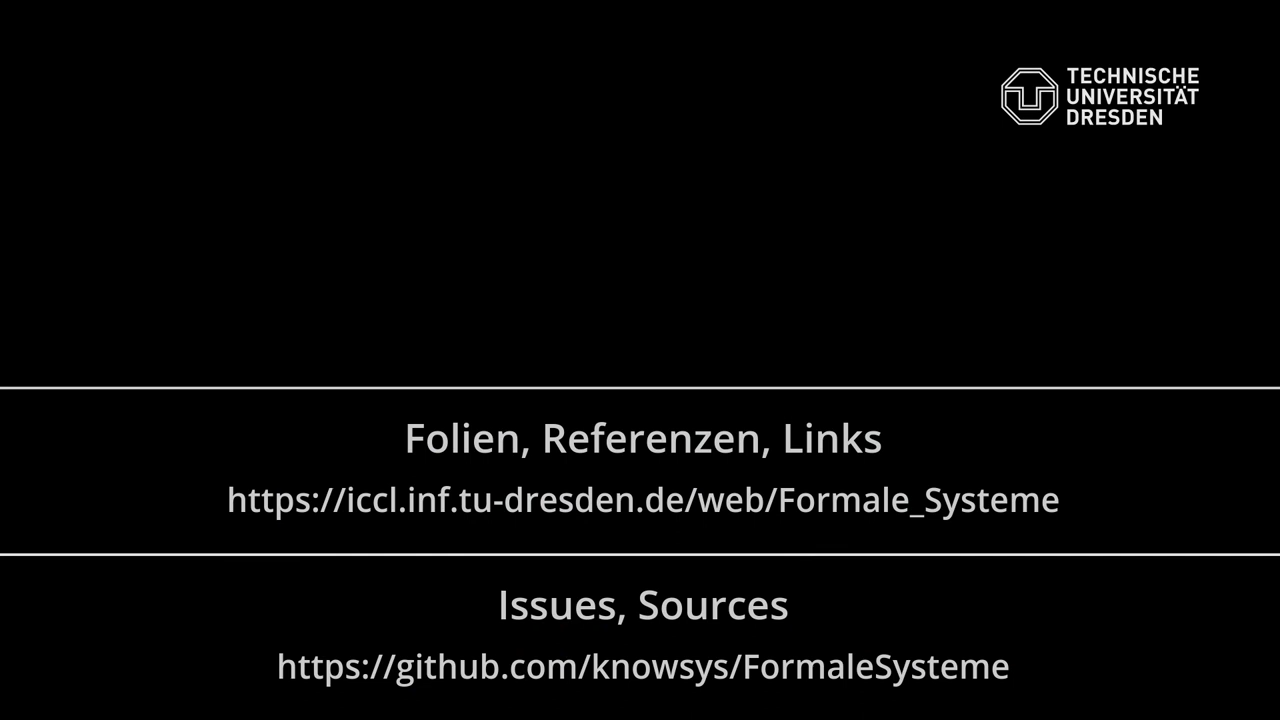 TECHNISCHE
UNIVERSITÄT
DRESDEN
Folien, Referenzen, Links
https://iccl.inf.tu-dresden.de/web/Formale_Systeme
Issues, Sources
https://github.com/knowsys/FormaleSysteme